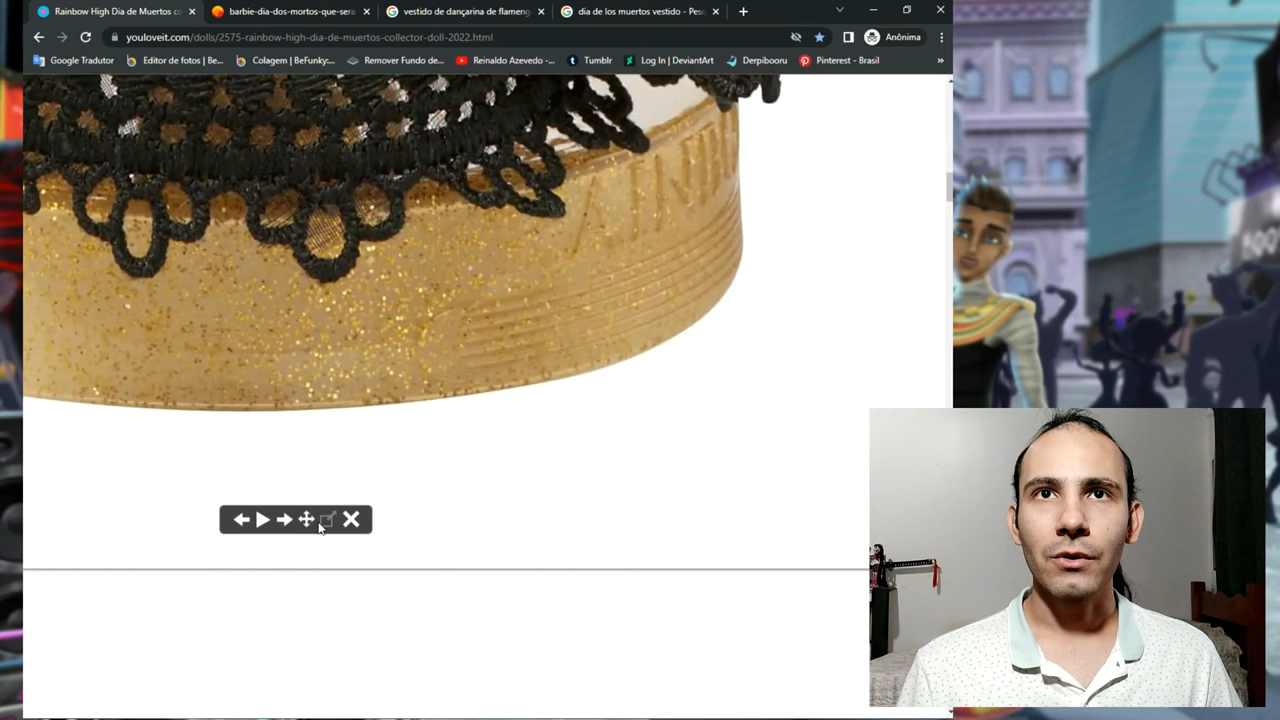 Rainbow High Dia de Muertos co
barbie-dia-dos-mortos-que-sera
vestido de dançarina de flameng
dia de los muertos vestido - Pesq
youloveit.com/dolls/2575-rainbow-high-dia-de-muertos-collector-doll-2022.html
Anônima
Google Tradutor
Editor de fotos | Be...
Colagem | BeFunky,...
Remover Fundo de...
Reinaldo Azevedo -...
Tumblr
Log In | DeviantArt
Derpibooru
Pinterest - Brasil
»